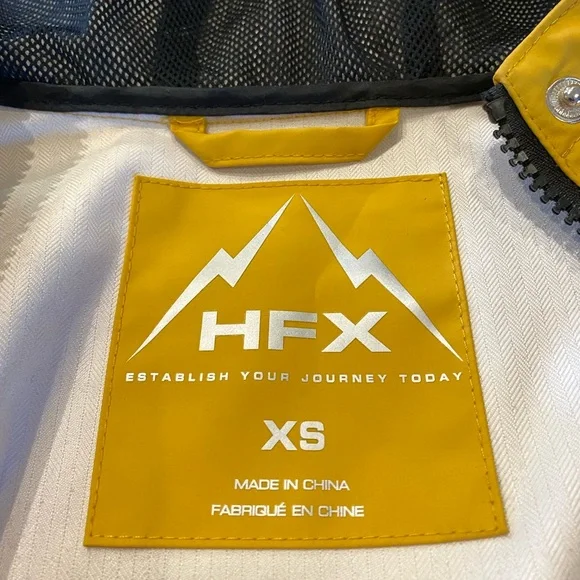 HFX
ESTABLISH YOUR JOURNEY TODAY
XS
MADE IN CHINA
FABRIQUÉ EN CHINE